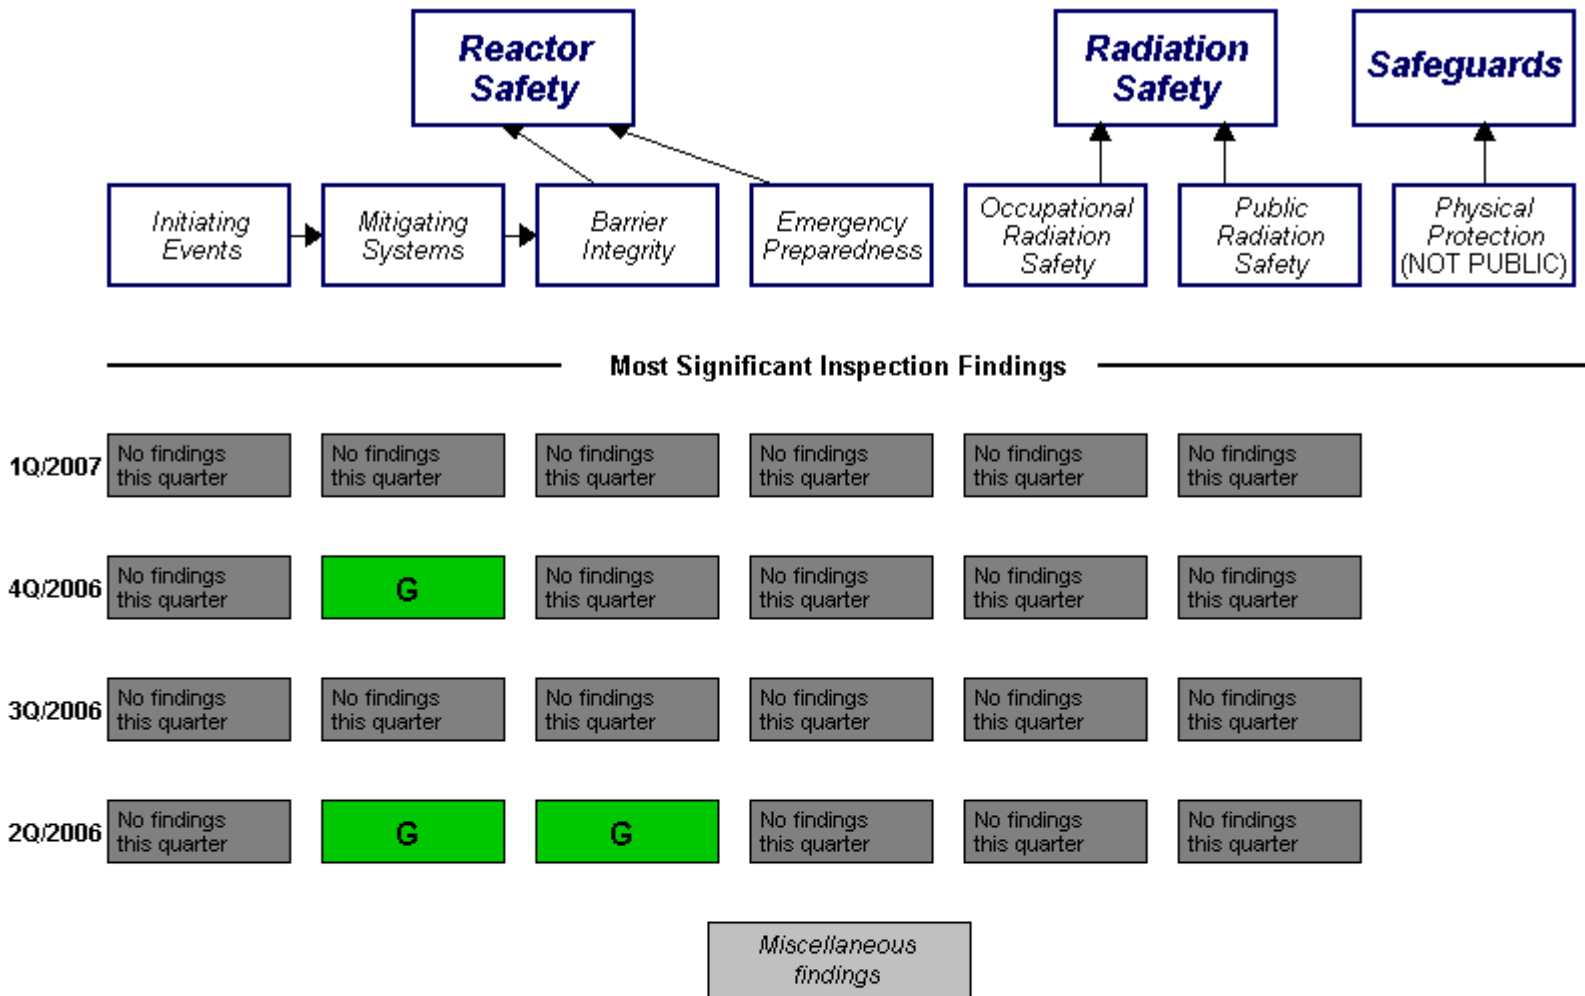 Reactor
Safety
Radiation
Safety
Safeguards
Initiating
Events
Mitigating
Systems
Barrier
Integrity
Emergency
Preparedness
Occupational
Radiation
Safety
Public
Radiation
Safety
Physical
Protection
(NOT PUBLIC)
Most Significant Inspection Findings
1Q/2007
No findings
this quarter
No findings
this quarter
No findings
this quarter
No findings
this quarter
No findings
this quarter
No findings
this quarter
4Q/2006
No findings
this quarter
G
No findings
this quarter
No findings
this quarter
No findings
this quarter
No findings
this quarter
3Q/2006
No findings
this quarter
No findings
this quarter
No findings
this quarter
No findings
this quarter
No findings
this quarter
No findings
this quarter
2Q/2006
No findings
this quarter
G
G
No findings
this quarter
No findings
this quarter
No findings
this quarter
Miscellaneous
findings